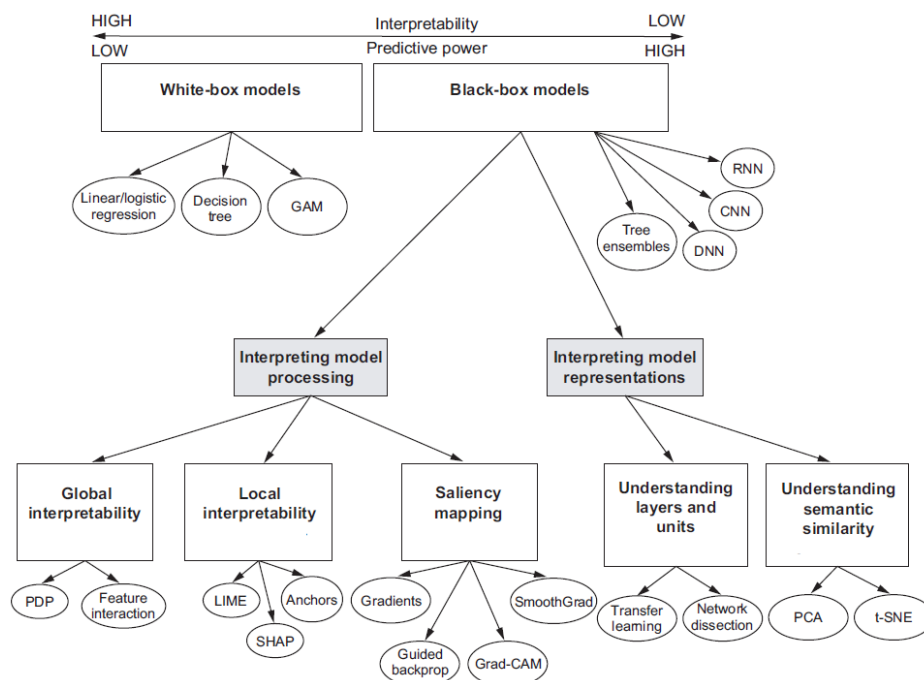 HIGH
Interpretability
LOW
LOW
Predictive power
HIGH
White-box models
Black-box models
Linear/logistic
regression
Decision
tree
GAM
Tree
ensembles
DNN
CNN
RNN
Interpreting model
processing
Interpreting model
representations
Global
interpretability
Local
interpretability
Saliency
mapping
Understanding
layers and
units
Understanding
semantic
similarity
PDP
Feature
interaction
LIME
SHAP
Anchors
Gradients
Guided
backprop
Grad-CAM
SmoothGrad
Transfer
learning
Network
dissection
PCA
t-SNE